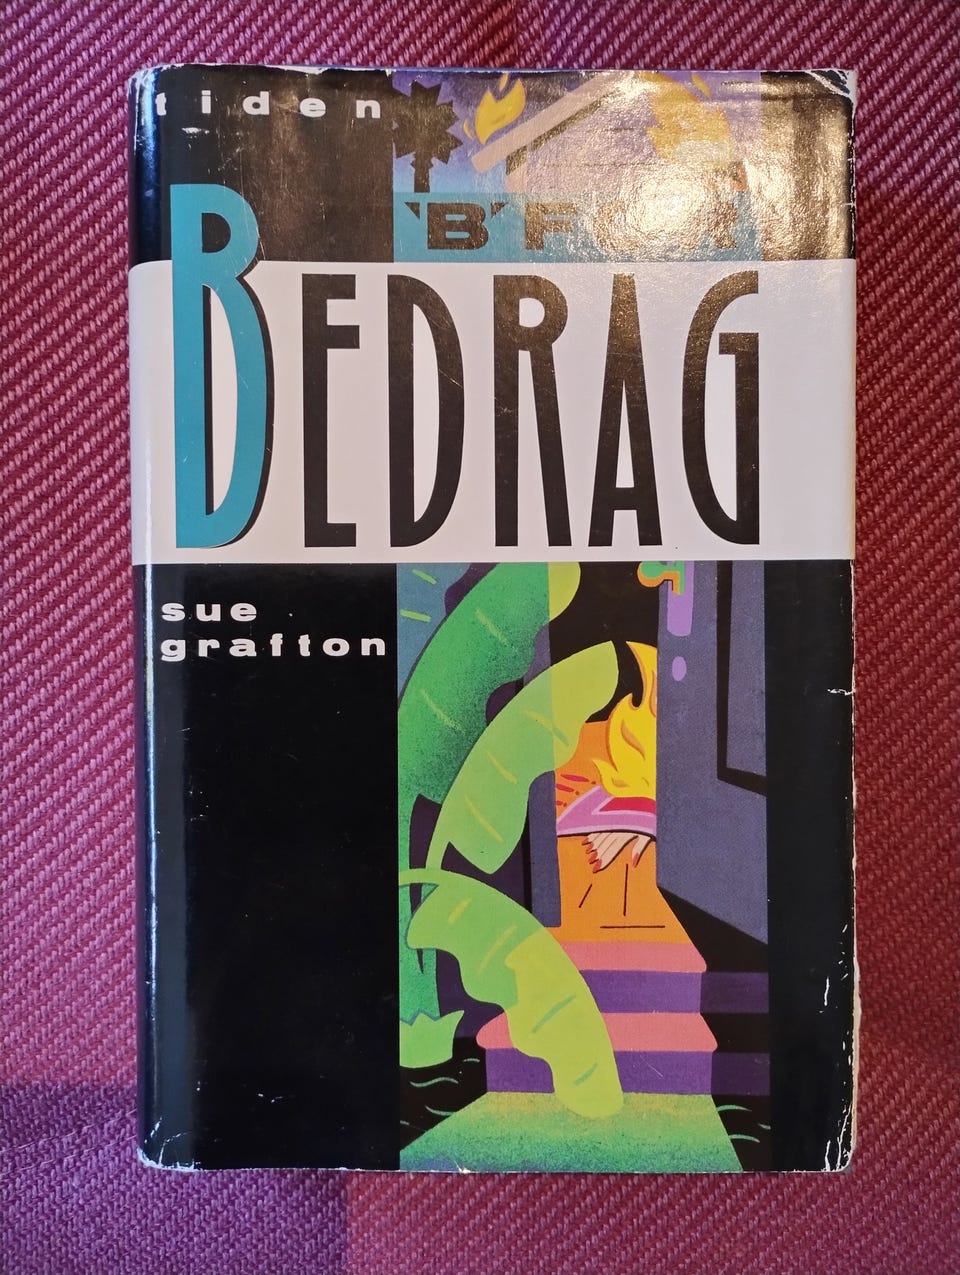 tiden
'B' FOR
BEDRAG
sue
grafton